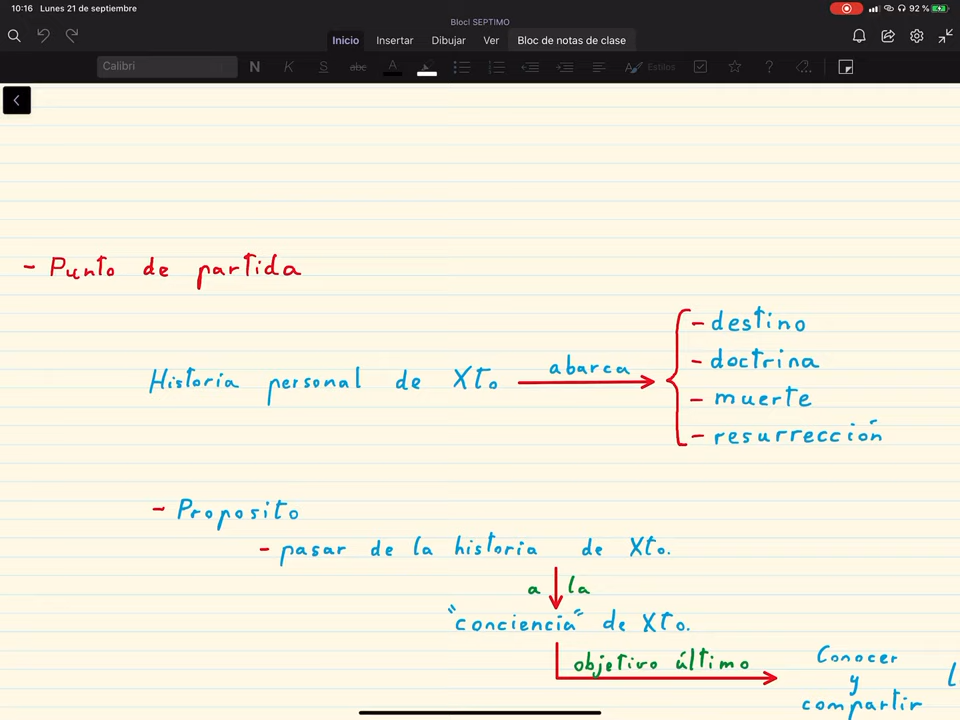 10:16 Lunes 21 de septiembre
92 %
Blocl SEPTIMO
Inicio Insertar Dibujar Ver Bloc de notas de clase
Calibri N K S abc A A Estilos ?
- Punto de partida
- destino
Historia personal de Xto abarca - doctrina
- muerte
- resurrección
- Proposito
- pasar de la historia de Xto.
a la
"conciencia" de Xto.
objetivo último Conocer
y
compartir